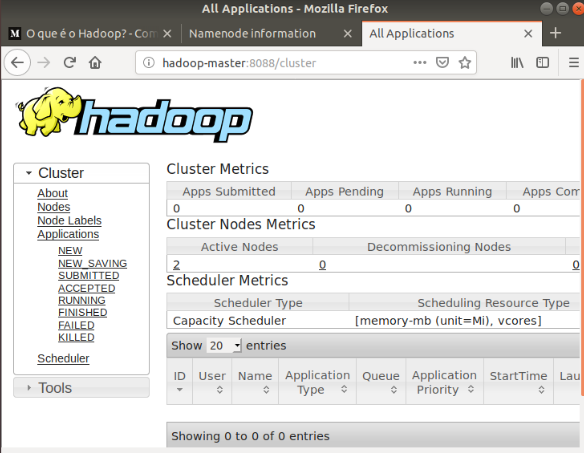 All Applications - Mozilla Firefox
M O que é o Hadoop? - Com
Namenode information
All Applications
hadoop-master:8088/cluster
hadoop
Cluster
About
Nodes
Node Labels
Applications
NEW
NEW_SAVING
SUBMITTED
ACCEPTED
RUNNING
FINISHED
FAILED
KILLED
Scheduler
Tools
Cluster Metrics
Apps Submitted Apps Pending Apps Running Apps Com
0 0 0 0
Cluster Nodes Metrics
Active Nodes Decommissioning Nodes
2 0 0
Scheduler Metrics
Scheduler Type Scheduling Resource Type
Capacity Scheduler [memory-mb (unit=Mi), vcores]
Show 20 entries
ID User Name Application Type Queue Application Priority StartTime Lau
Showing 0 to 0 of 0 entries